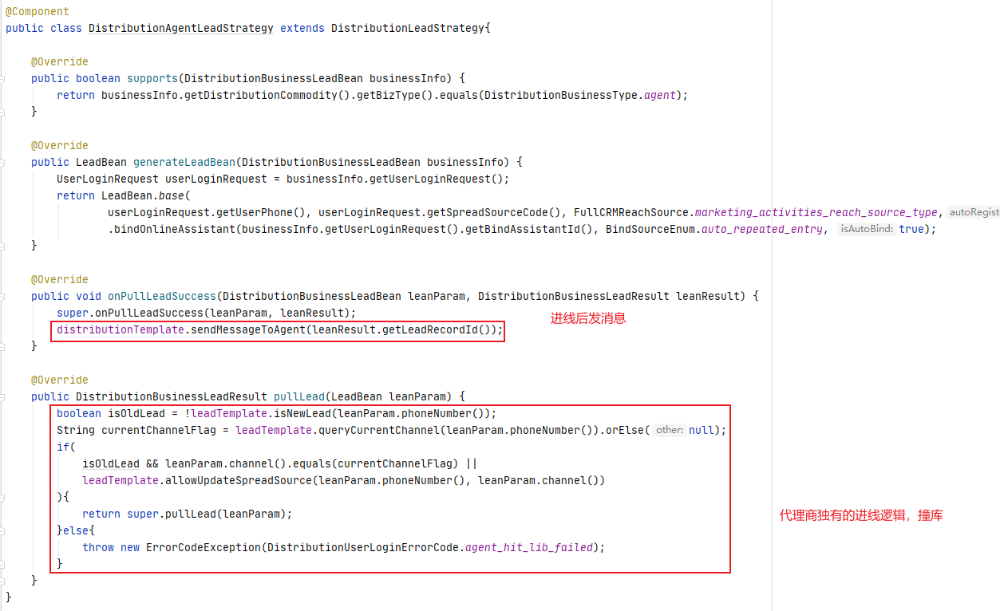 @Component
public class DistributionAgentLeadStrategy extends DistributionLeadStrategy{
@Override
public boolean supports(DistributionBusinessLeadBean businessInfo) {
return businessInfo.getDistributionCommodity().getBizType().equals(DistributionBusinessType.agent);
}
@Override
public LeadBean generateLeadBean(DistributionBusinessLeadBean businessInfo) {
UserLoginRequest userLoginRequest = businessInfo.getUserLoginRequest();
return LeadBean.base(
userLoginRequest.getUserPhone(), userLoginRequest.getSpreadSourceCode(), FullCRMReachSource.marketing_activities_reach_source_type, autoRegist
.bindOnlineAssistant(businessInfo.getUserLoginRequest().getBindAssistantId(), BindSourceEnum.auto_repeated_entry, isAutoBind: true);
}
@Override
public void onPullLeadSuccess(DistributionBusinessLeadBean leanParam, DistributionBusinessLeadResult leanResult) {
super.onPullLeadSuccess(leanParam, leanResult);
进线后发消息
distributionTemplate.sendMessageToAgent(leanResult.getLeadRecordId());
}
@Override
public DistributionBusinessLeadResult pullLead(LeadBean leanParam) {
boolean isOldLead = !leadTemplate.isNewLead(leanParam.phoneNumber());
String currentChannelFlag = leadTemplate.queryCurrentChannel(leanParam.phoneNumber()).orElse( other: null);
if(
isOldLead && leanParam.channel().equals(currentChannelFlag) ||
leadTemplate.allowUpdateSpreadSource(leanParam.phoneNumber(), leanParam.channel())
){
return super.pullLead(leanParam);
代理商独有的进线逻辑，撞库
}else{
throw new ErrorCodeException(DistributionUserLoginErrorCode.agent_hit_lib_failed);
}
}
}